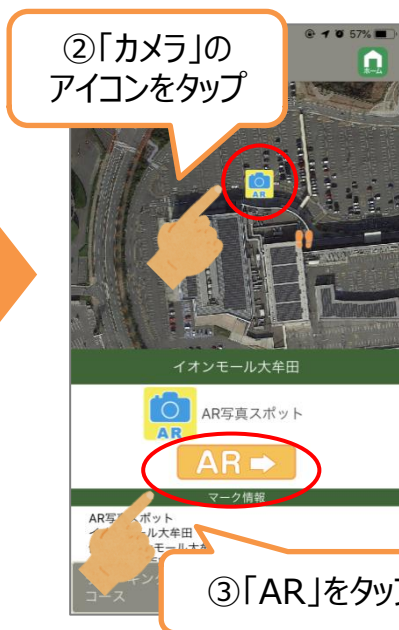 ②「カメラ」の
アイコンをタップ
57%
ホーム
AR
イオンモール大牟田
AR
AR写真スポット
AR
マーク情報
AR写 ポット
ール大牟田
モール大
コース
③「AR」をタッ